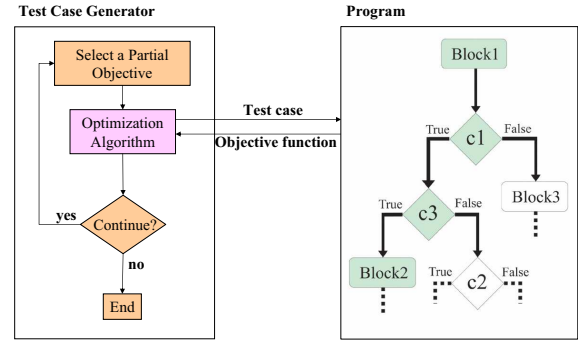 Test Case Generator
Select a Partial
Objective
Optimization
Algorithm
Continue?
yes
no
End
Test case
Objective function
Program
Block1
c1
True
False
Block3
c3
True
False
Block2
c2
True
False